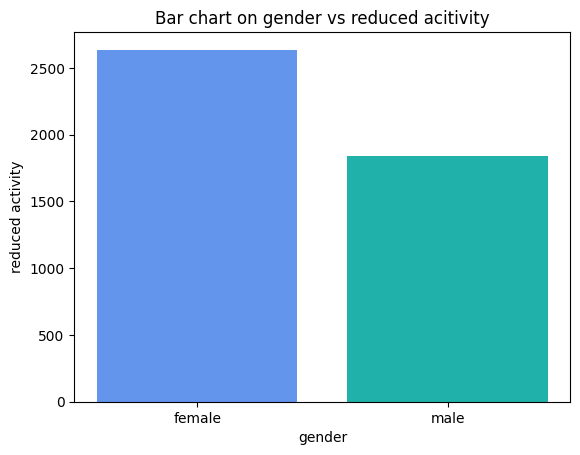 Bar chart on gender vs reduced acitivity
2500
2000
1500
1000
500
0
reduced activity
female male
gender